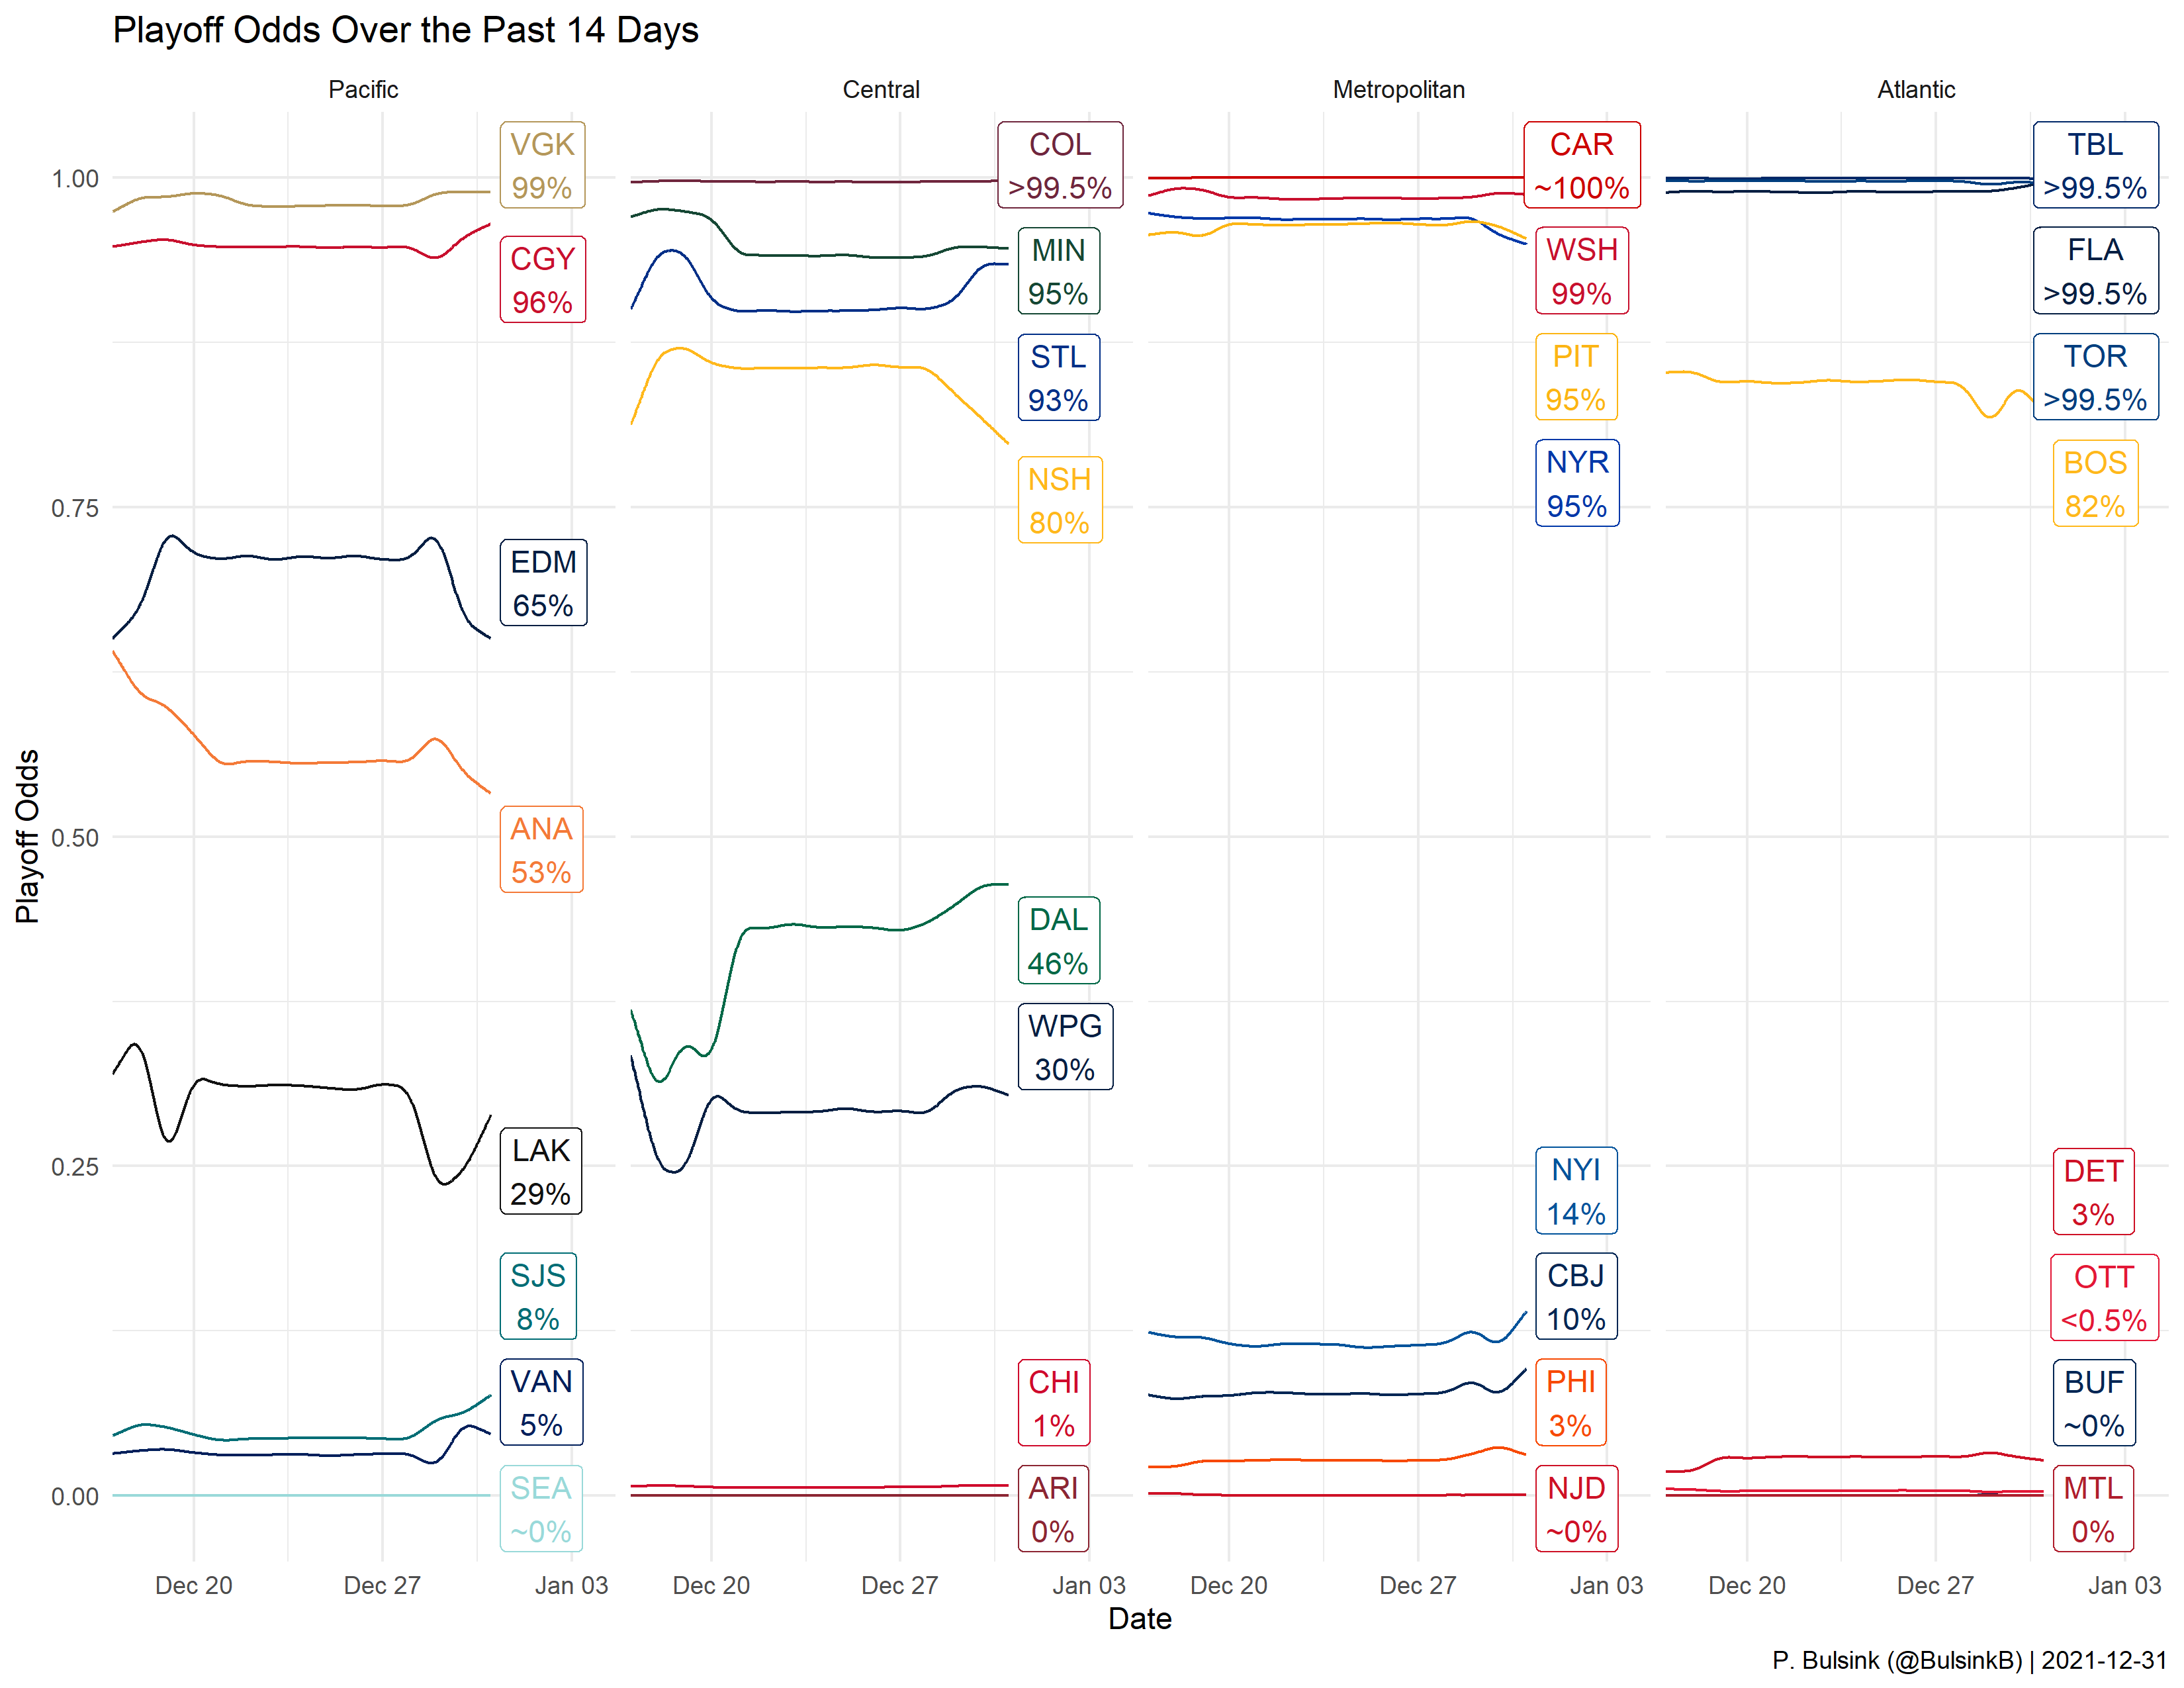 Playoff Odds Over the Past 14 Days
Pacific
Central
Metropolitan
Atlantic
Playoff Odds
1.00
0.75
0.50
0.25
0.00
VGK
99%
CGY
96%
EDM
65%
ANA
53%
LAK
29%
SJS
8%
VAN
5%
SEA
~0%
COL
>99.5%
MIN
95%
STL
93%
NSH
80%
DAL
46%
WPG
30%
CHI
1%
ARI
0%
CAR
~100%
WSH
99%
PIT
95%
NYR
95%
NYI
14%
CBJ
10%
PHI
3%
NJD
~0%
TBL
>99.5%
FLA
>99.5%
TOR
>99.5%
BOS
82%
DET
3%
OTT
<0.5%
BUF
~0%
MTL
0%
Dec 20 Dec 27 Jan 03
Dec 20 Dec 27 Jan 03
Dec 20 Dec 27 Jan 03
Dec 20 Dec 27 Jan 03
Date
P. Bulsink (@BulsinkB) | 2021-12-31